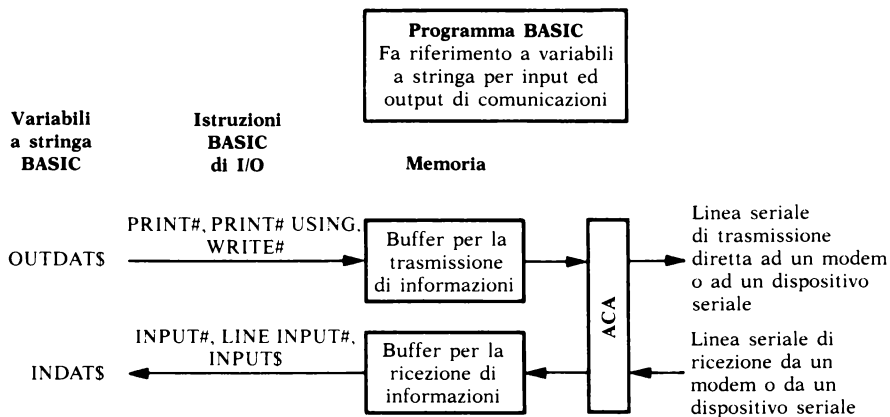 Programma BASIC
Fa riferimento a variabili
a stringa per input ed
output di comunicazioni
Variabili
a stringa
BASIC
Istruzioni
BASIC
di I/O
Memoria
PRINT#, PRINT# USING,
WRITE#
OUTDAT$
Buffer per la
trasmissione
di informazioni
ACA
Linea seriale
di trasmissione
diretta ad un modem
o ad un dispositivo
seriale
INPUT#, LINE INPUT#,
INPUT$
INDAT$
Buffer per la
ricezione di
informazioni
Linea seriale di
ricezione da un
modem o da un
dispositivo seriale